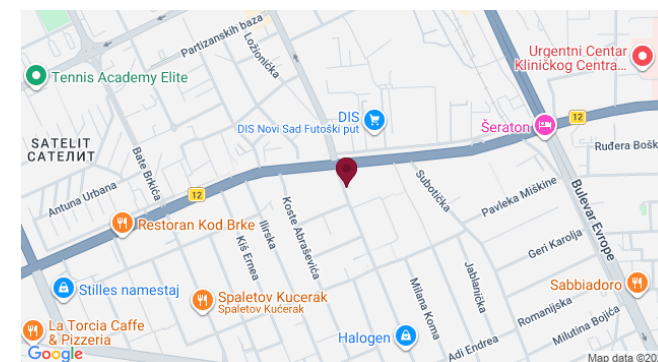 Partizanskih baza
Ložionička
Urgentni Centar
Kliničkog Centra...
Tennis Academy Elite
DIS
DIS Novi Sad Futoški put
Šeraton
12
SATELIT
САТЕЛИТ
Bate Brkića
Ruđera Bošk
Antuna Urbana
12
Subotička
Pavleka Miškine
Bulevar Evrope
Restoran Kod Brke
Kiš Ernea
Ilirska
Koste Abraševića
Geri Karolja
Stilles namestaj
Spaletov Kucerak
Spaletov Kućerak
Jablanička
Sabbiadoro
Milana Korna
Romanijska
La Torcia Caffe
& Pizzeria
Halogen
Adi Endrea
Milutina Bojića
Google
Map data ©20